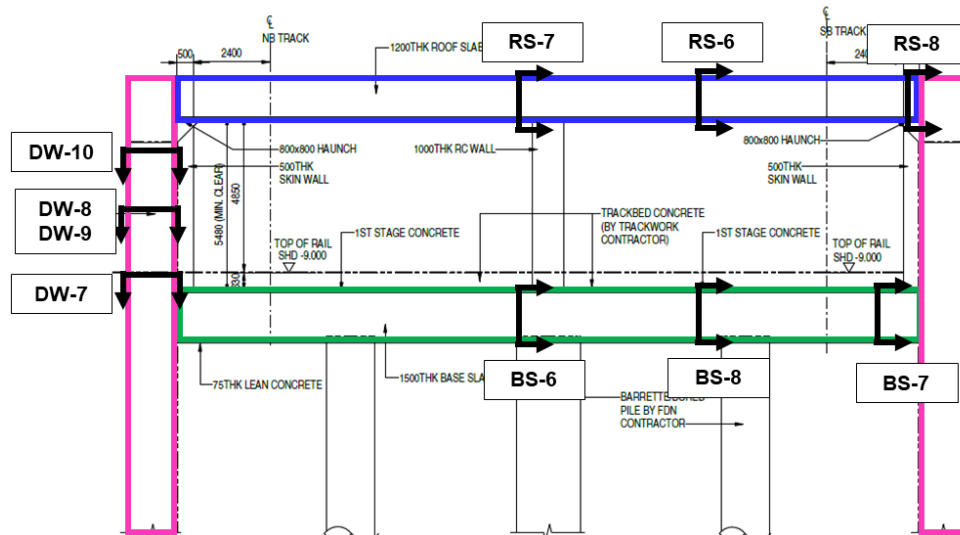 ℄
NB TRACK
℄
SB TRACK
500
2400
1200THK ROOF SLAB
RS-7
RS-6
240
RS-8
DW-10
800x800 HAUNCH
500THK
SKIN WALL
1000THK RC WALL
800x800 HAUNCH
500THK
SKIN WALL
5480 (MIN. CLEAR)
4850
DW-8
DW-9
TOP OF RAIL
SHD -9.000
1ST STAGE CONCRETE
TRACKBED CONCRETE
(BY TRACKWORK
CONTRACTOR)
1ST STAGE CONCRETE
TOP OF RAIL
SHD -9.000
DW-7
75THK LEAN CONCRETE
1500THK BASE SLA
BS-6
BS-8
BS-7
PILE BY FDN
CONTRACTOR